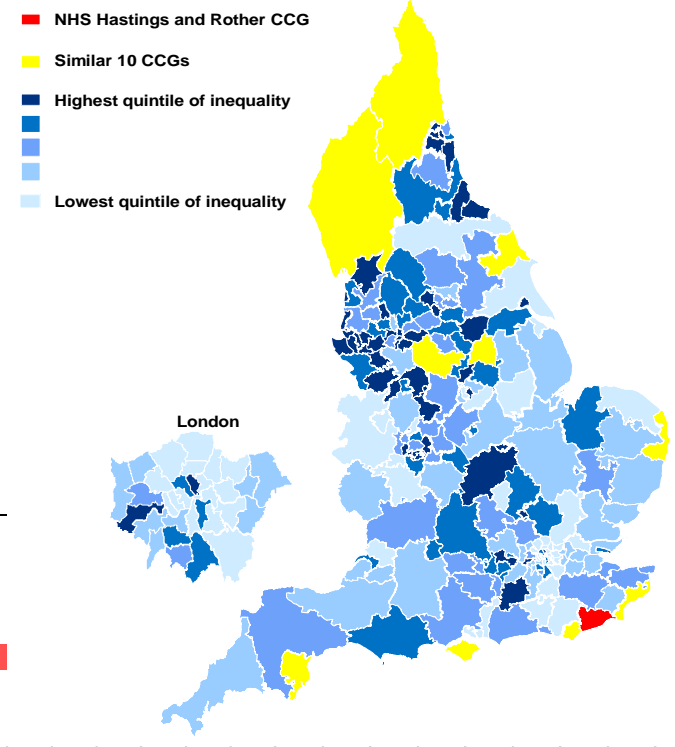 NHS Hastings and Rother CCG
Similar 10 CCGs
Highest quintile of inequality
Lowest quintile of inequality
London